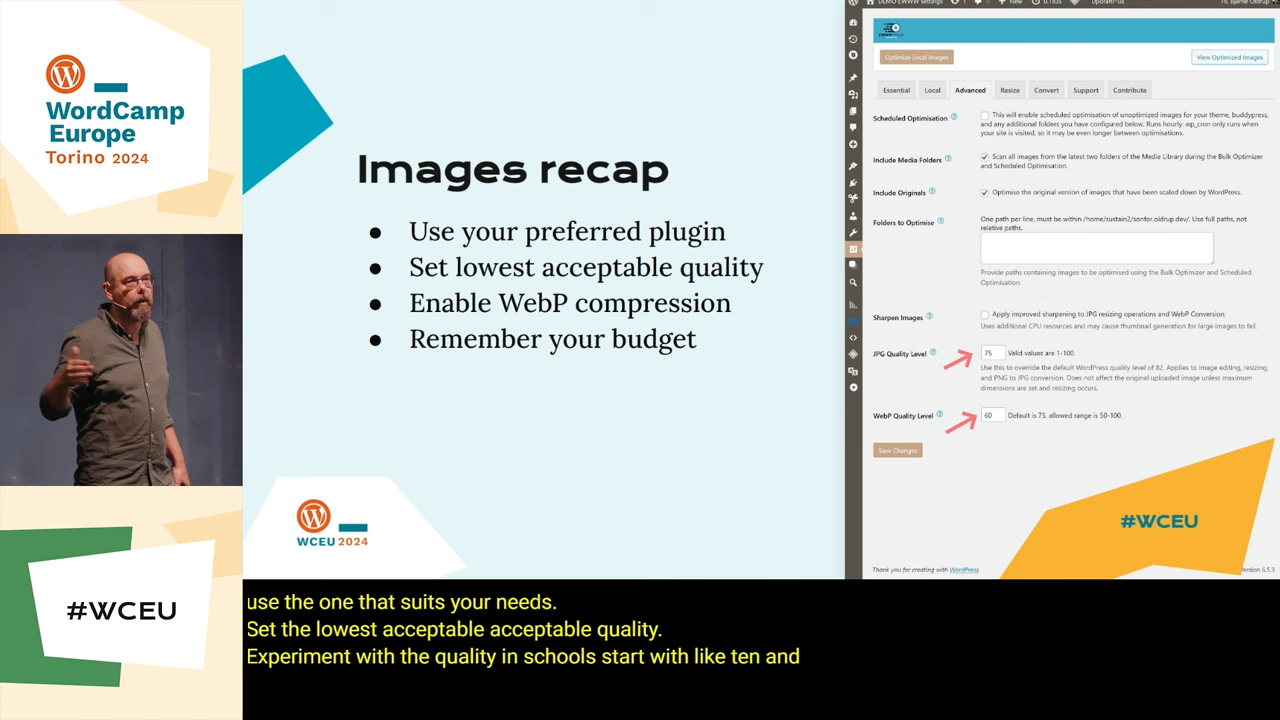 WordCamp
Europe
Torino 2024
#WCEU
Images recap
● Use your preferred plugin
● Set lowest acceptable quality
● Enable WebP compression
● Remember your budget
WCEU 2024
DEMO EWWW settings
New
Optimize Local Images
View Optimized Images
Essential Local Advanced Resize Convert Support Contribute
Scheduled Optimisation
This will enable scheduled optimisation of unoptimized images for your theme, buddypress,
and any additional folders you have configured below. Runs hourly: wp_cron only runs when
your site is visited, so it may be even longer between optimisations.
Include Media Folders
Scan all images from the latest two folders of the Media Library during the Bulk Optimizer
and Scheduled Optimisation.
Include Originals
Optimise the original version of images that have been scaled down by WordPress.
Folders to Optimise
One path per line, must be within /home/sustain2/sonfor.oldrup.dev/. Use full paths, not
relative paths.
Provide paths containing images to be optimised using the Bulk Optimizer and Scheduled
Optimisation.
Sharpen Images
Apply improved sharpening to JPG resizing operations and WebP Conversion.
Uses additional CPU resources and may cause thumbnail generation for large images to fail.
JPG Quality Level
75 Valid values are 1-100.
Use this to override the default WordPress quality level of 82. Applies to image editing, resizing,
and PNG to JPG conversion. Does not affect the original uploaded image unless maximum
dimensions are set and resizing occurs.
WebP Quality Level
60 Default is 75, allowed range is 50-100.
Save Changes
#WCEU
Thank you for creating with WordPress.
Version 6.5.3
use the one that suits your needs.
Set the lowest acceptable acceptable quality.
Experiment with the quality in schools start with like ten and